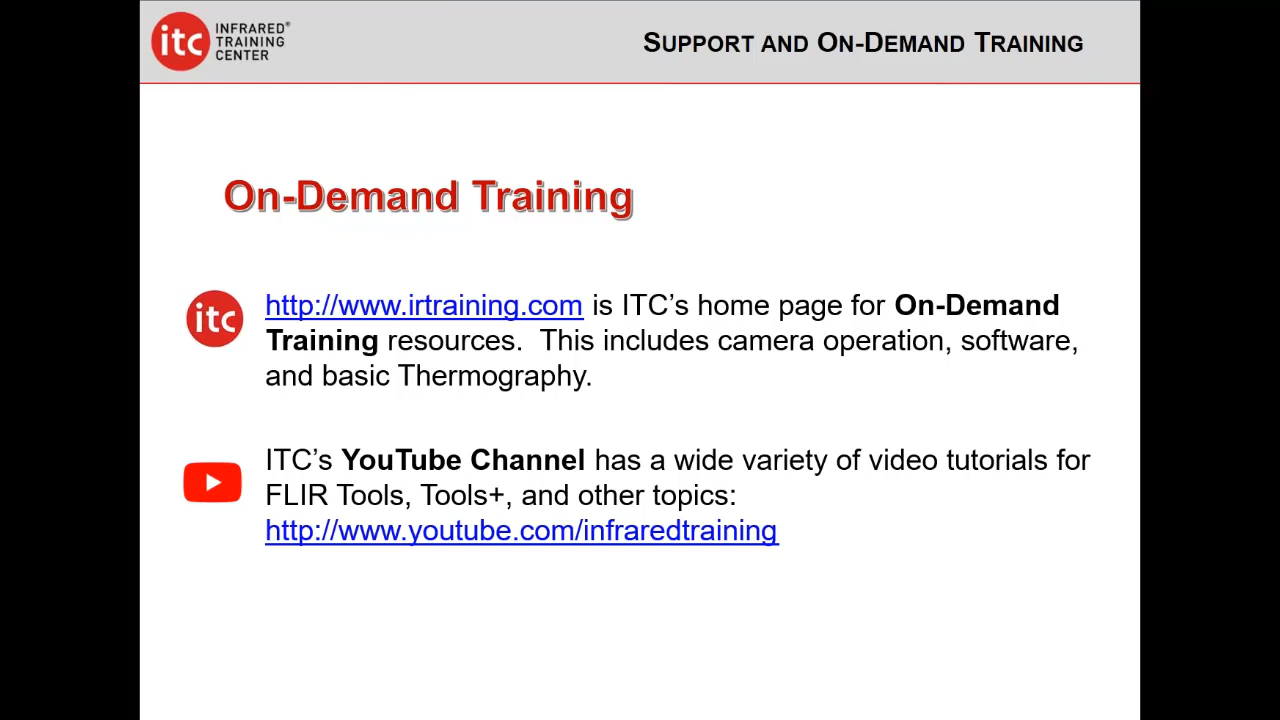 itc INFRARED®
TRAINING
CENTER
SUPPORT AND ON-DEMAND TRAINING
On-Demand Training
itc
http://www.irtraining.com is ITC’s home page for On-Demand
Training resources.  This includes camera operation, software,
and basic Thermography.
ITC’s YouTube Channel has a wide variety of video tutorials for
FLIR Tools, Tools+, and other topics:
http://www.youtube.com/infraredtraining